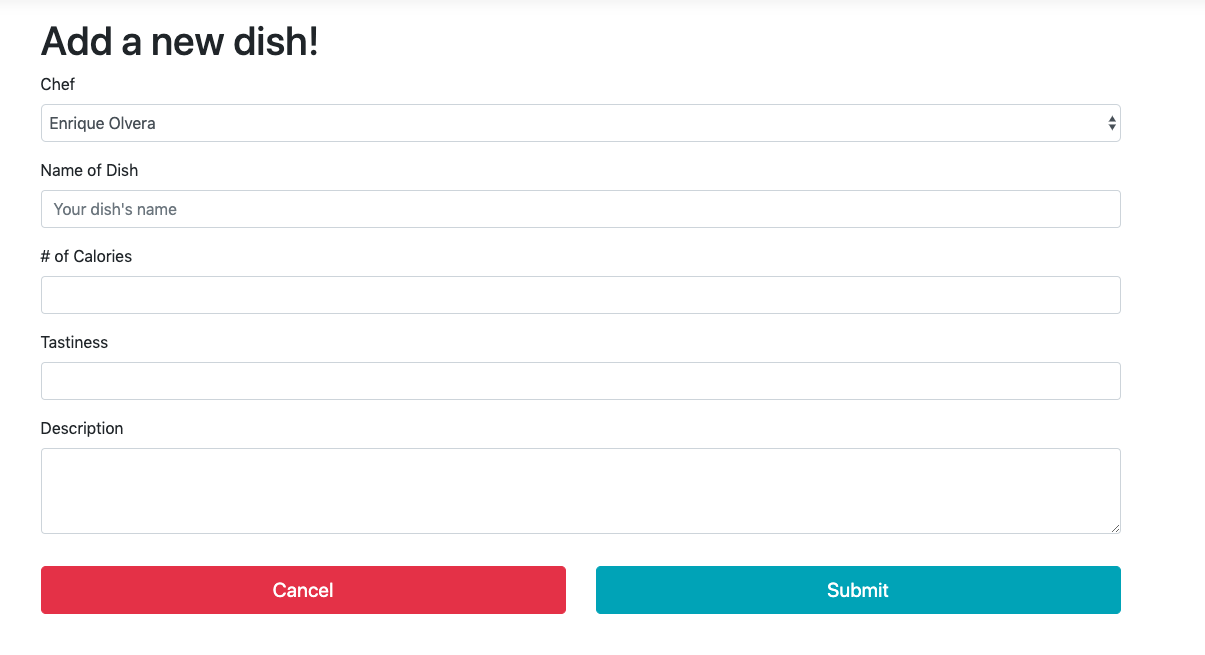 Add a new dish!
Chef
Enrique Olvera
Name of Dish
Your dish's name
# of Calories
Tastiness
Description
Cancel
Submit